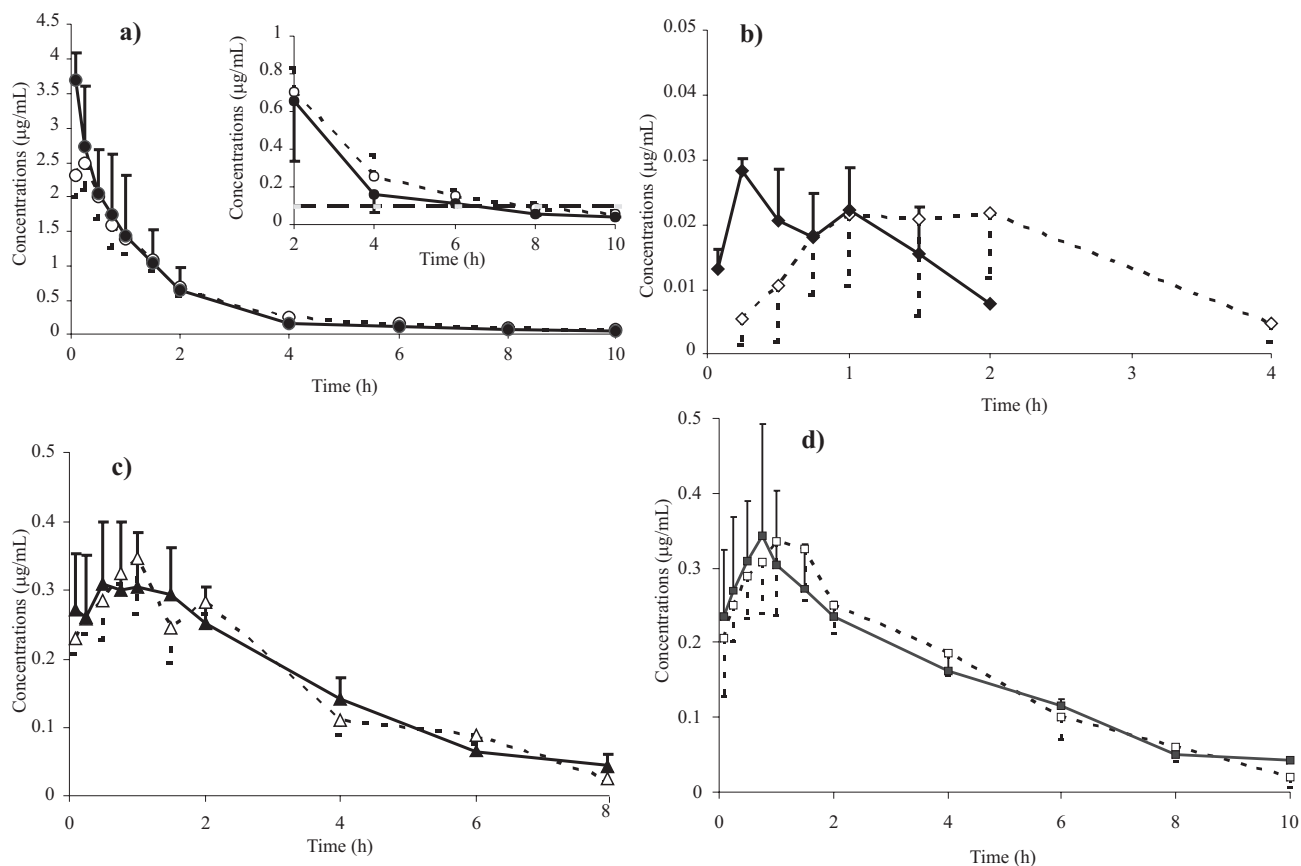 a)
Concentrations (µg/mL)
4.5
4
3.5
3
2.5
2
1.5
1
0.5
0
0 2 4 6 8 10
Time (h)
Concentrations (µg/mL)
1
0.8
0.6
0.4
0.2
0
2 4 6 8 10
Time (h)
b)
Concentrations (µg/mL)
0.05
0.04
0.03
0.02
0.01
0
0 1 2 3 4
Time (h)
c)
Concentrations (µg/mL)
0.5
0.4
0.3
0.2
0.1
0
0 2 4 6 8
Time (h)
d)
Concentrations (µg/mL)
0.5
0.4
0.3
0.2
0.1
0
0 2 4 6 8 10
Time (h)